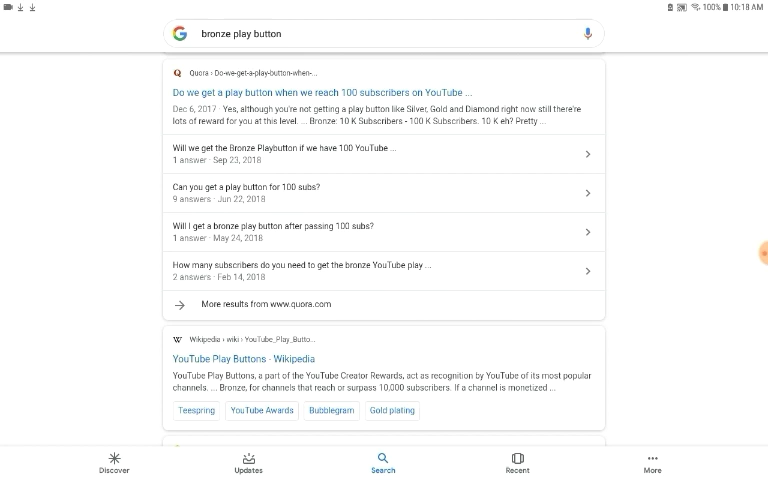 100% 10:18 AM
bronze play button
Quora › Do-we-get-a-play-button-when-...
Do we get a play button when we reach 100 subscribers on YouTube ...
Dec 6, 2017 · Yes, although you're not getting a play button like Silver, Gold and Diamond right now still there're
lots of reward for you at this level. ... Bronze: 10 K Subscribers - 100 K Subscribers. 10 K eh? Pretty ...
Will we get the Bronze Playbutton if we have 100 YouTube ...
1 answer · Sep 23, 2018
Can you get a play button for 100 subs?
9 answers · Jun 22, 2018
Will I get a bronze play button after passing 100 subs?
1 answer · May 24, 2018
How many subscribers do you need to get the bronze YouTube play ...
2 answers · Feb 14, 2018
More results from www.quora.com
Wikipedia › wiki › YouTube_Play_Butto...
YouTube Play Buttons - Wikipedia
YouTube Play Buttons, a part of the YouTube Creator Rewards, act as recognition by YouTube of its most popular
channels. ... Bronze, for channels that reach or surpass 10,000 subscribers. If a channel is monetized ...
Teespring YouTube Awards Bubblegram Gold plating
Discover Updates Search Recent More